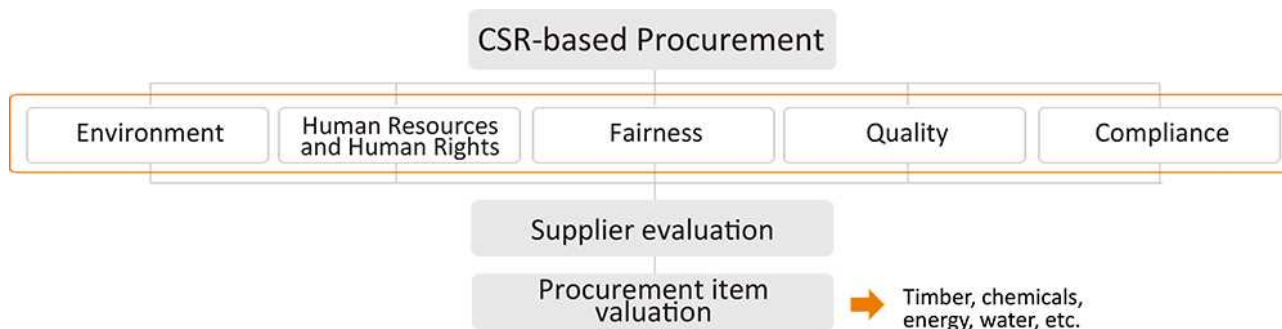 CSR-based Procurement
Environment
Human Resources
and Human Rights
Fairness
Quality
Compliance
Supplier evaluation
Procurement item
valuation
Timber, chemicals,
energy, water, etc.